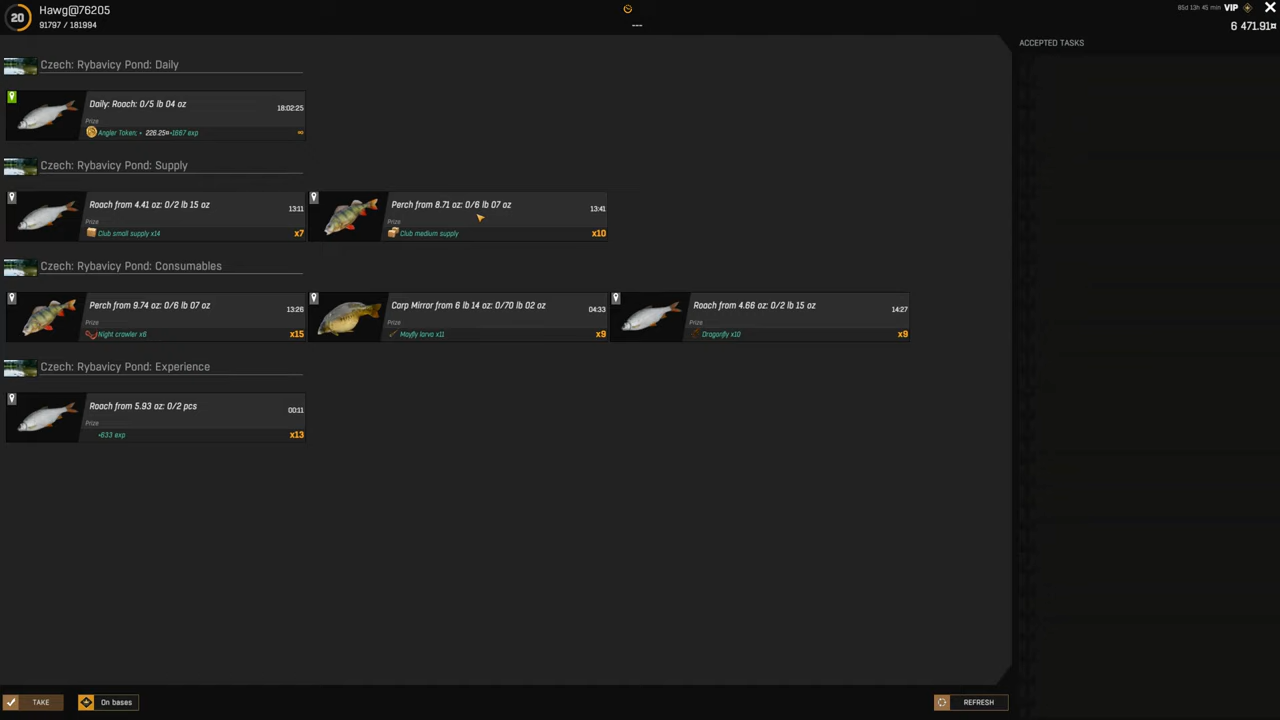 20
Hawg@76205
91797 / 181994
---
85d 13h 45 min VIP
6 471.91¤
Czech: Rybavicy Pond: Daily
ACCEPTED TASKS
Daily: Roach: 0/5 lb 04 oz
18:02:25
Prize
Angler Token; + 226.25¤+1667 exp
∞
Czech: Rybavicy Pond: Supply
Roach from 4.41 oz: 0/2 lb 15 oz
13:11
Prize
Club small supply x14
x7
Perch from 8.71 oz: 0/6 lb 07 oz
13:41
Prize
Club medium supply
x10
Czech: Rybavicy Pond: Consumables
Perch from 9.74 oz: 0/6 lb 07 oz
13:26
Prize
Night crawler x6
x15
Carp Mirror from 6 lb 14 oz: 0/70 lb 02 oz
04:33
Prize
Mayfly larva x11
x9
Roach from 4.66 oz: 0/2 lb 15 oz
14:27
Prize
Dragonfly x10
x9
Czech: Rybavicy Pond: Experience
Roach from 5.93 oz: 0/2 pcs
00:11
Prize
+633 exp
x13
TAKE
On bases
REFRESH